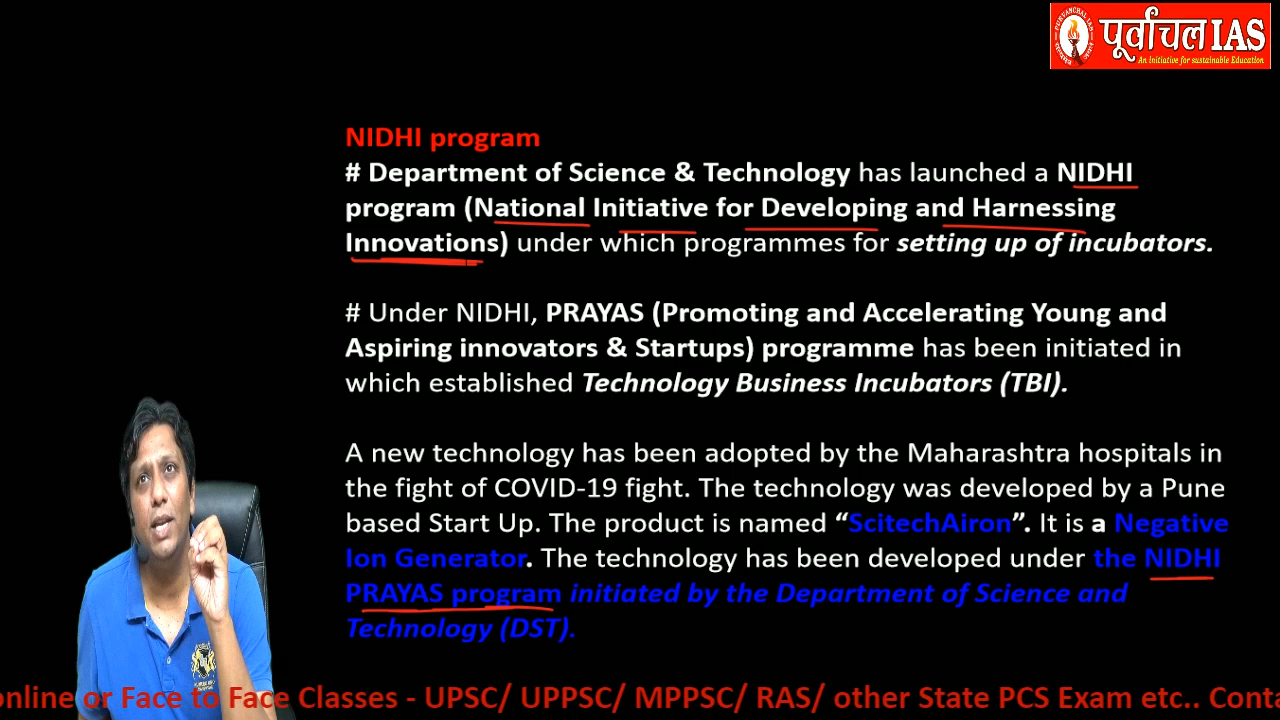 पूर्वांचल IAS
An initiative for sustainable Education
NIDHI program
# Department of Science & Technology has launched a NIDHI
program (National Initiative for Developing and Harnessing
Innovations) under which programmes for setting up of incubators.
# Under NIDHI, PRAYAS (Promoting and Accelerating Young and
Aspiring innovators & Startups) programme has been initiated in
which established Technology Business Incubators (TBI).
A new technology has been adopted by the Maharashtra hospitals in
the fight of COVID-19 fight. The technology was developed by a Pune
based Start Up. The product is named “ScitechAiron”. It is a Negative
Ion Generator. The technology has been developed under the NIDHI
PRAYAS program initiated by the Department of Science and
Technology (DST).
online or Face to Face Classes - UPSC/ UPPSC/ MPPSC/ RAS/ other State PCS Exam etc.. Conta